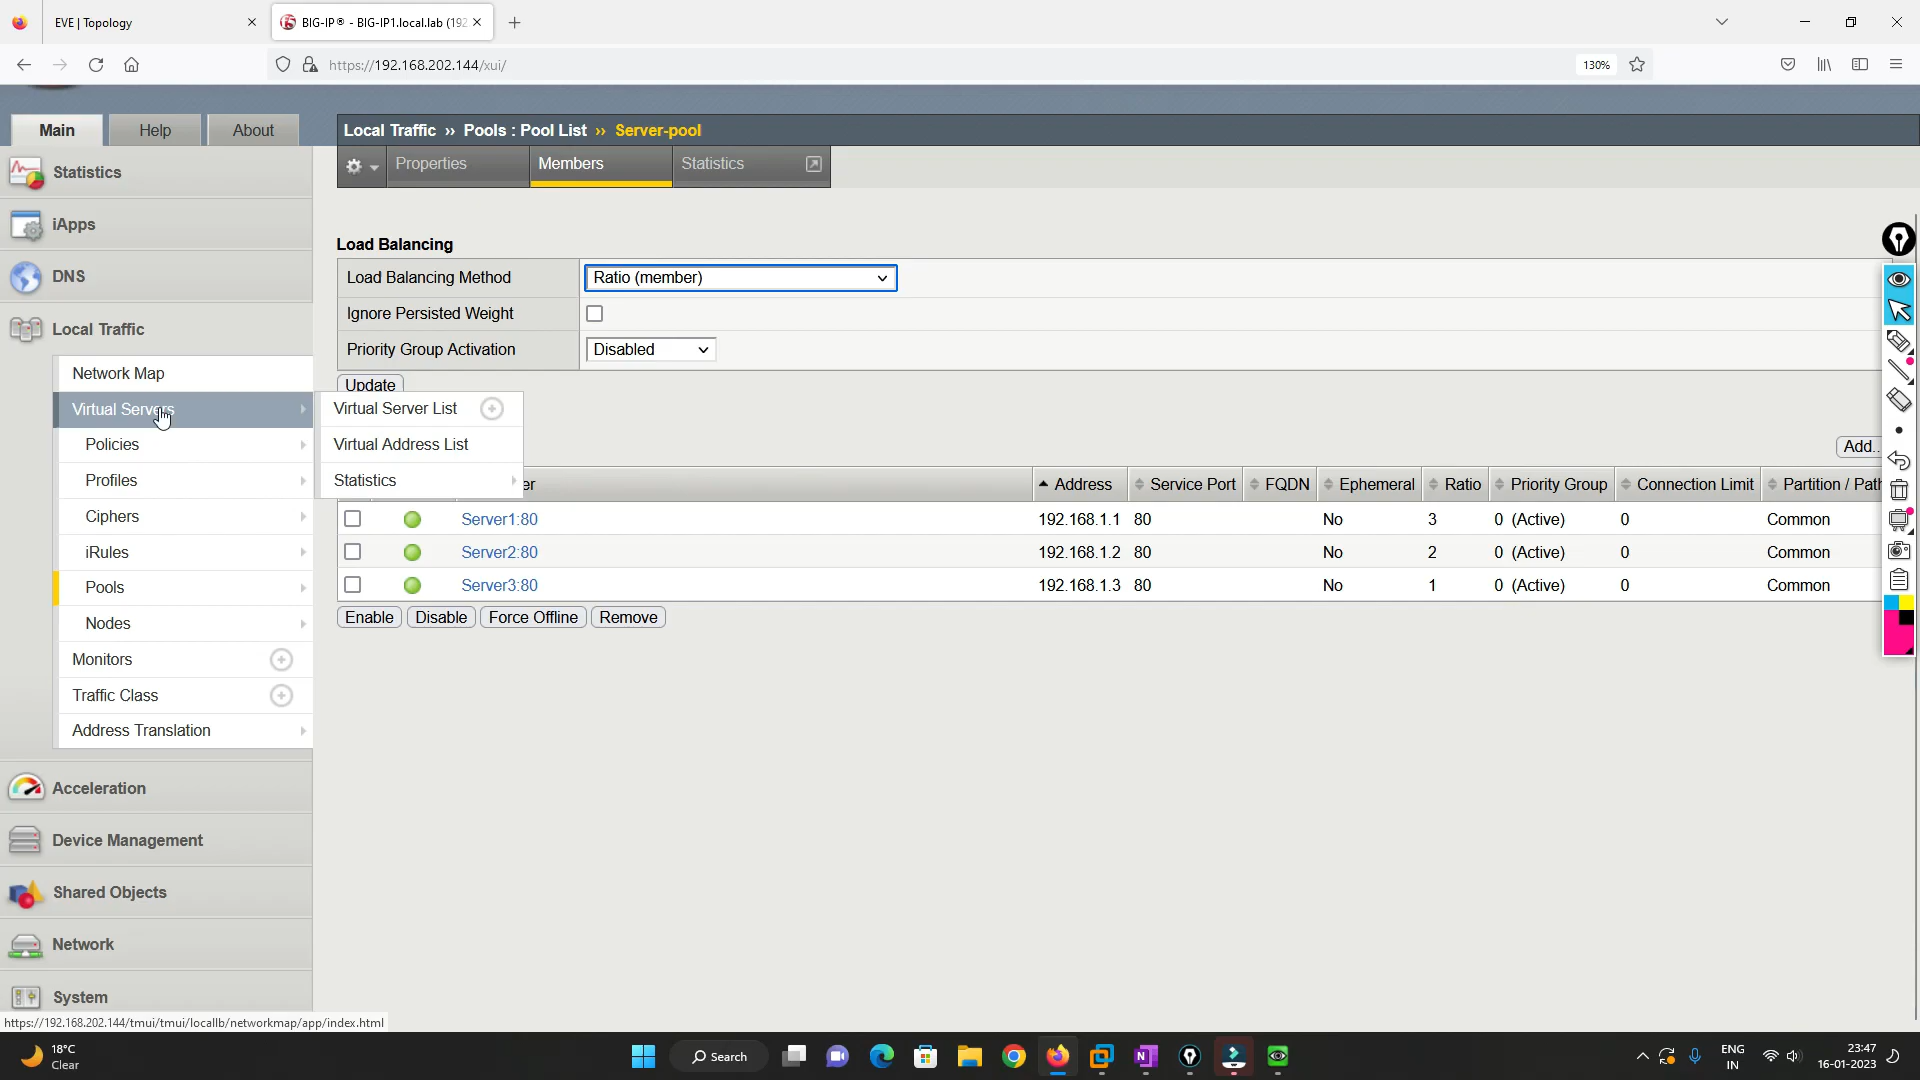 EVE | Topology
BIG-IP® - BIG-IP1.local.lab (192
https://192.168.202.144/xui/
130%
Main
Help
About
Local Traffic ›› Pools : Pool List ›› Server-pool
Properties
Members
Statistics
Statistics
iApps
DNS
Local Traffic
Network Map
Virtual Servers
Policies
Profiles
Ciphers
iRules
Pools
Nodes
Monitors
Traffic Class
Address Translation
Acceleration
Device Management
Shared Objects
Network
System
Virtual Server List
Virtual Address List
Statistics
Load Balancing
Load Balancing Method Ratio (member)
Ignore Persisted Weight
Priority Group Activation Disabled
Update
Add..
er Address Service Port FQDN Ephemeral Ratio Priority Group Connection Limit Partition / Path
Server1:80 192.168.1.1 80 No 3 0 (Active) 0 Common
Server2:80 192.168.1.2 80 No 2 0 (Active) 0 Common
Server3:80 192.168.1.3 80 No 1 0 (Active) 0 Common
Enable Disable Force Offline Remove
https://192.168.202.144/tmui/tmui/locallb/networkmap/app/index.html
18°C
Clear
Search
ENG
IN
23:47
16-01-2023